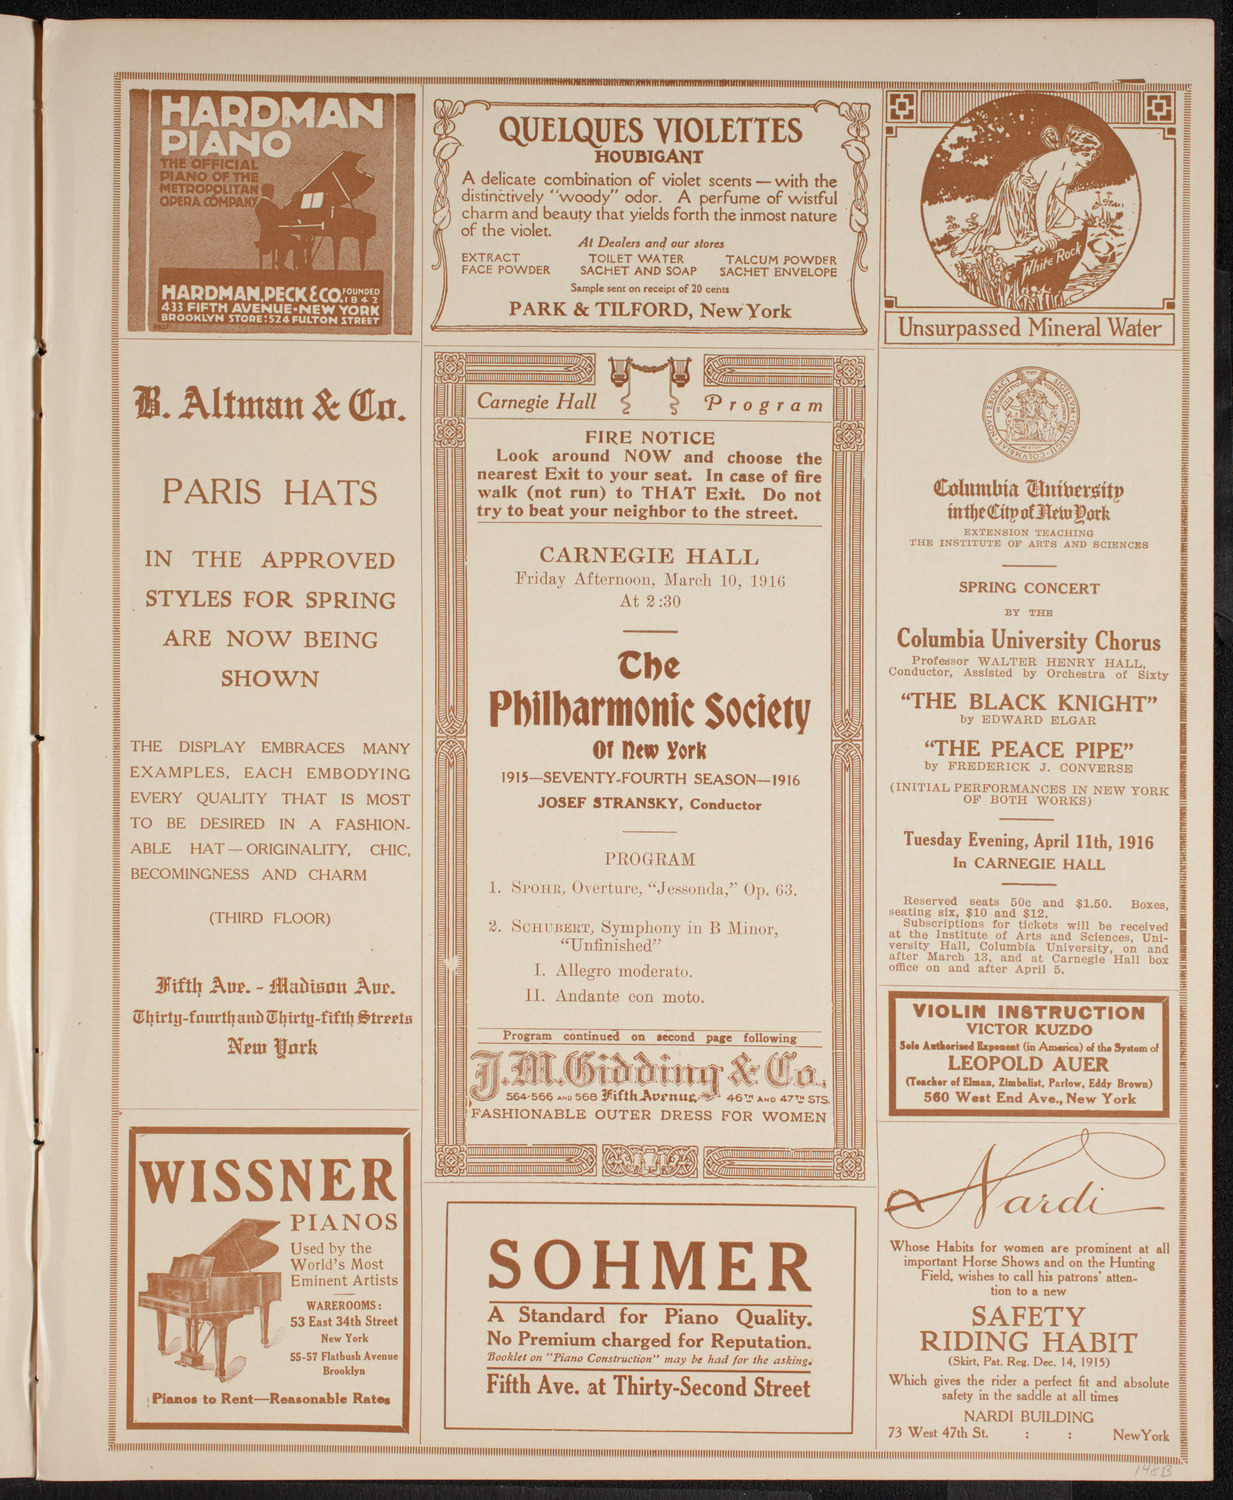 HARDMAN
PIANO
THE OFFICIAL
PIANO OF THE
METROPOLITAN
OPERA COMPANY
HARDMAN, PECK & CO. FOUNDED 1842
433 FIFTH AVENUE-NEW YORK
BROOKLYN STORE: 524 FULTON STREET
QUELQUES VIOLETTES
HOUBIGANT
A delicate combination of violet scents — with the
distinctively "woody" odor. A perfume of wistful
charm and beauty that yields forth the inmost nature
of the violet.
At Dealers and our stores
EXTRACT TOILET WATER TALCUM POWDER
FACE POWDER SACHET AND SOAP SACHET ENVELOPE
Sample sent on receipt of 20 cents
PARK & TILFORD, New York
White Rock
Unsurpassed Mineral Water
B. Altman & Co.
PARIS HATS
IN THE APPROVED
STYLES FOR SPRING
ARE NOW BEING
SHOWN
THE DISPLAY EMBRACES MANY
EXAMPLES, EACH EMBODYING
EVERY QUALITY THAT IS MOST
TO BE DESIRED IN A FASHION-
ABLE HAT — ORIGINALITY, CHIC,
BECOMINGNESS AND CHARM
(THIRD FLOOR)
Fifth Ave. - Madison Ave.
Thirty-fourth and Thirty-fifth Streets
New York
WISSNER
PIANOS
Used by the
World's Most
Eminent Artists
WAREROOMS:
53 East 34th Street
New York
55-57 Flatbush Avenue
Brooklyn
Pianos to Rent—Reasonable Rates
Carnegie Hall Program
FIRE NOTICE
Look around NOW and choose the
nearest Exit to your seat. In case of fire
walk (not run) to THAT Exit. Do not
try to beat your neighbor to the street.
CARNEGIE HALL
Friday Afternoon, March 10, 1916
At 2:30
The
Philharmonic Society
Of New York
1915—SEVENTY-FOURTH SEASON—1916
JOSEF STRANSKY, Conductor
PROGRAM
1. SPOHR, Overture, "Jessonda," Op. 63.
2. SCHUBERT, Symphony in B Minor,
"Unfinished"
I. Allegro moderato.
II. Andante con moto.
Program continued on second page following
J. M. Gidding & Co.
564-566 AND 568 Fifth Avenue, 46TH AND 47TH STS.
FASHIONABLE OUTER DRESS FOR WOMEN
SOHMER
A Standard for Piano Quality.
No Premium charged for Reputation.
Booklet on "Piano Construction" may be had for the asking.
Fifth Ave. at Thirty-Second Street
Columbia University
in the City of New York
EXTENSION TEACHING
THE INSTITUTE OF ARTS AND SCIENCES
SPRING CONCERT
BY THE
Columbia University Chorus
Professor WALTER HENRY HALL,
Conductor, Assisted by Orchestra of Sixty
"THE BLACK KNIGHT"
by EDWARD ELGAR
"THE PEACE PIPE"
by FREDERICK J. CONVERSE
(INITIAL PERFORMANCES IN NEW YORK
OF BOTH WORKS)
Tuesday Evening, April 11th, 1916
In CARNEGIE HALL
Reserved seats 50c and $1.50. Boxes,
seating six, $10 and $12.
Subscriptions for tickets will be received
at the Institute of Arts and Sciences, Uni-
versity Hall, Columbia University, on and
after March 13, and at Carnegie Hall box
office on and after April 5.
VIOLIN INSTRUCTION
VICTOR KUZDO
Sole Authorized Exponent (in America) of the System of
LEOPOLD AUER
(Teacher of Elman, Zimbalist, Parlow, Eddy Brown)
560 West End Ave., New York
Nardi
Whose Habits for women are prominent at all
important Horse Shows and on the Hunting
Field, wishes to call his patrons' atten-
tion to a new
SAFETY
RIDING HABIT
(Skirt, Pat. Reg. Dec. 14, 1915)
Which gives the rider a perfect fit and absolute
safety in the saddle at all times
NARDI BUILDING
73 West 47th St. : : New York
148B